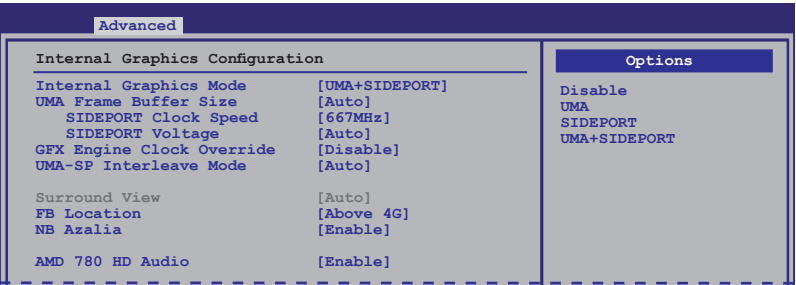 Advanced
Internal Graphics Configuration
Internal Graphics Mode [UMA+SIDEPORT]
UMA Frame Buffer Size [Auto]
SIDEPORT Clock Speed [667MHz]
SIDEPORT Voltage [Auto]
GFX Engine Clock Override [Disable]
UMA-SP Interleave Mode [Auto]
Surround View [Auto]
FB Location [Above 4G]
NB Azalia [Enable]
AMD 780 HD Audio [Enable]
Options
Disable
UMA
SIDEPORT
UMA+SIDEPORT